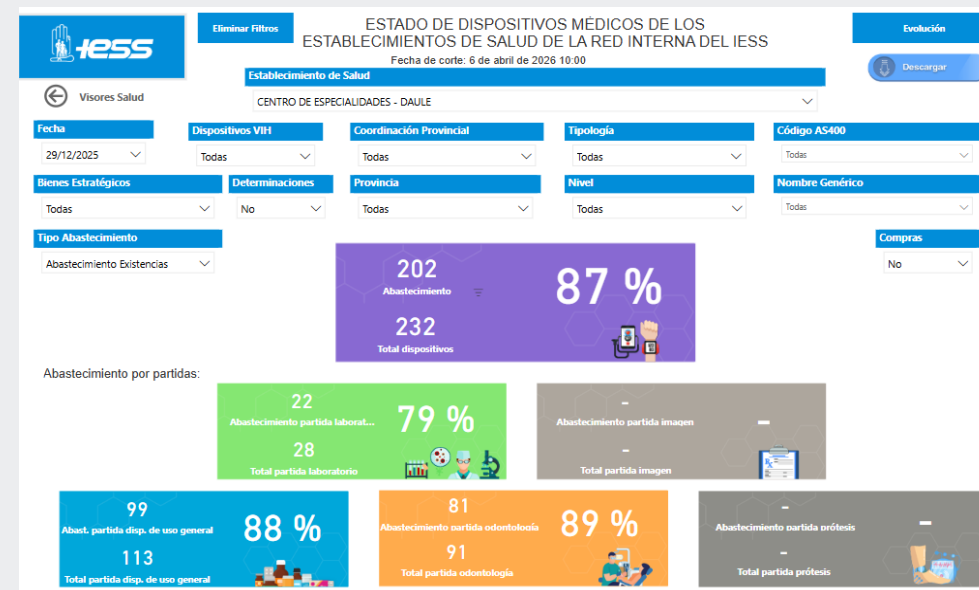 iess
Eliminar Filtros
ESTADO DE DISPOSITIVOS MÉDICOS DE LOS
ESTABLECIMIENTOS DE SALUD DE LA RED INTERNA DEL IESS
Fecha de corte: 6 de abril de 2026 10:00
Evolución
Descargar
Visores Salud
Establecimiento de Salud
CENTRO DE ESPECIALIDADES - DAULE
Fecha
Dispositivos VIH
Coordinación Provincial
Tipología
Código AS400
29/12/2025
Todas
Todas
Todas
Todas
Bienes Estratégicos
Determinaciones
Provincia
Nivel
Nombre Genérico
Todas
No
Todas
Todas
Todas
Tipo Abastecimiento
Compras
Abastecimiento Existencias
No
202
Abastecimiento
87 %
232
Total dispositivos
Abastecimiento por partidas:
22
Abastecimiento partida laborat...
79 %
28
Total partida laboratorio
–
Abastecimiento partida imagen
–
–
Total partida imagen
99
Abast. partida disp. de uso general
88 %
113
Total partida disp. de uso general
81
Abastecimiento partida odontología
89 %
91
Total partida odontología
–
Abastecimiento partida prótesis
–
–
Total partida prótesis